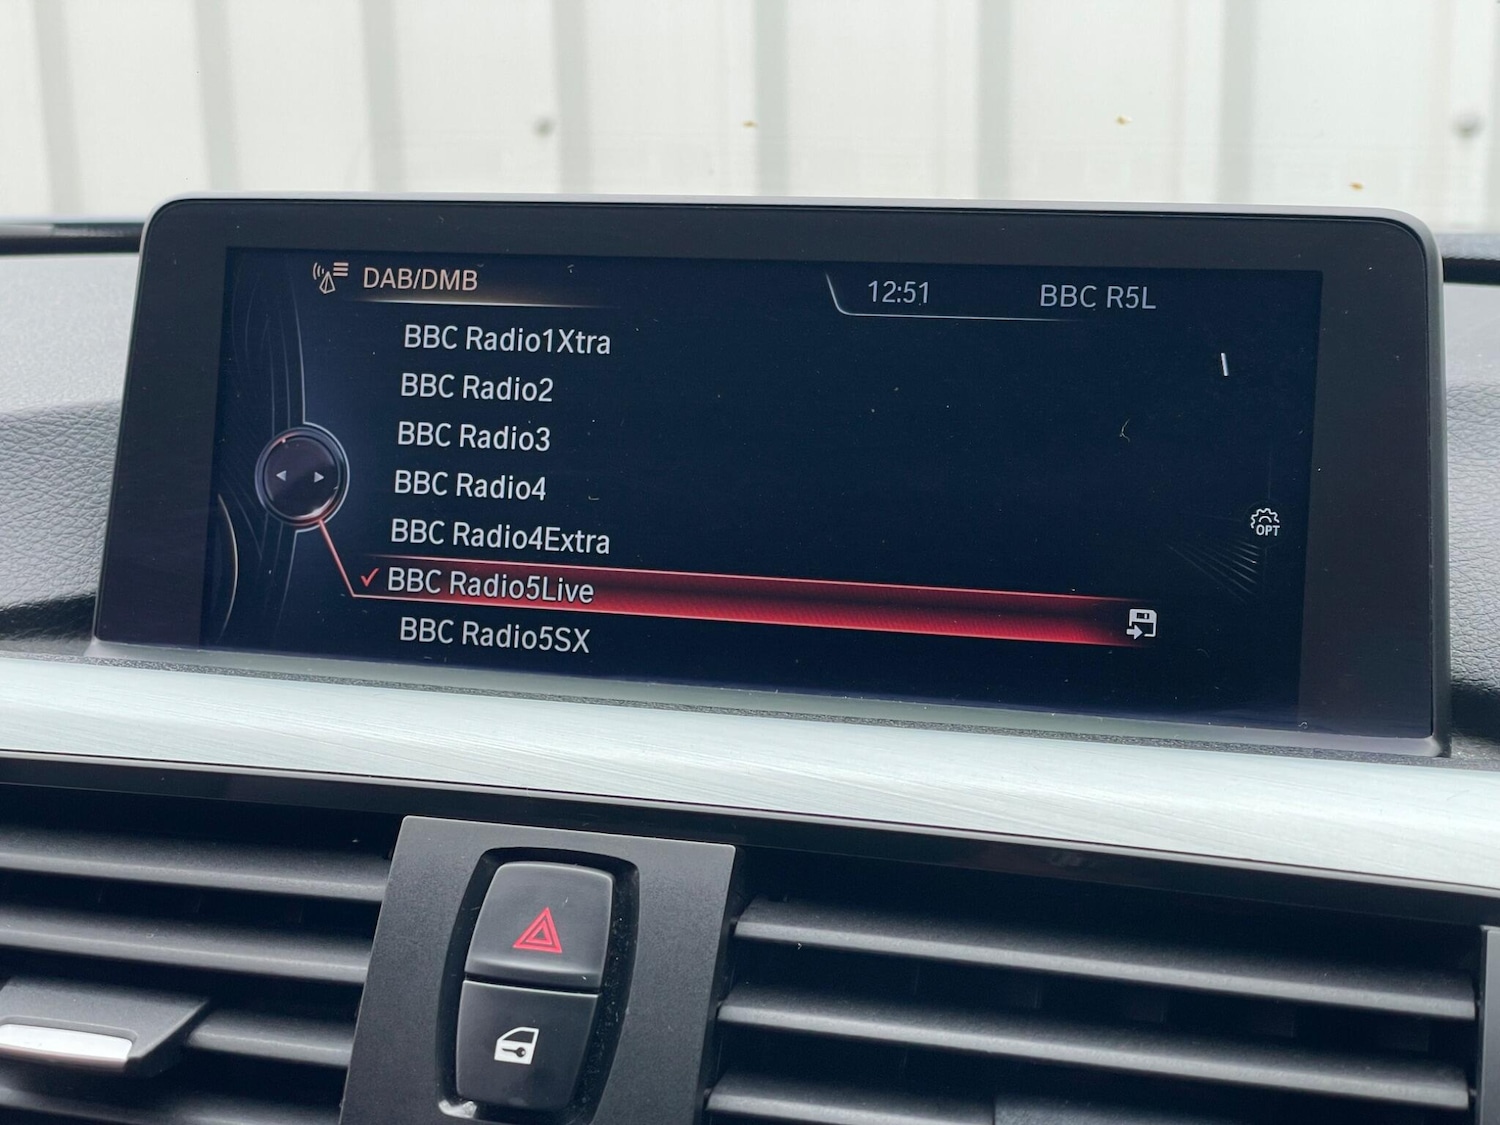 DAB/DMB
12:51
BBC R5L
BBC Radio1Xtra
BBC Radio2
BBC Radio3
BBC Radio4
BBC Radio4Extra
BBC Radio5Live
BBC Radio5SX
OPT